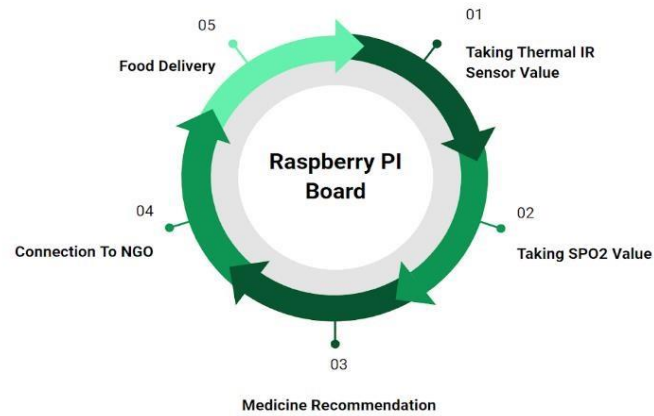 01
Taking Thermal IR
Sensor Value
02
Taking SPO2 Value
03
Medicine Recommendation
04
Connection To NGO
05
Food Delivery
Raspberry PI
Board